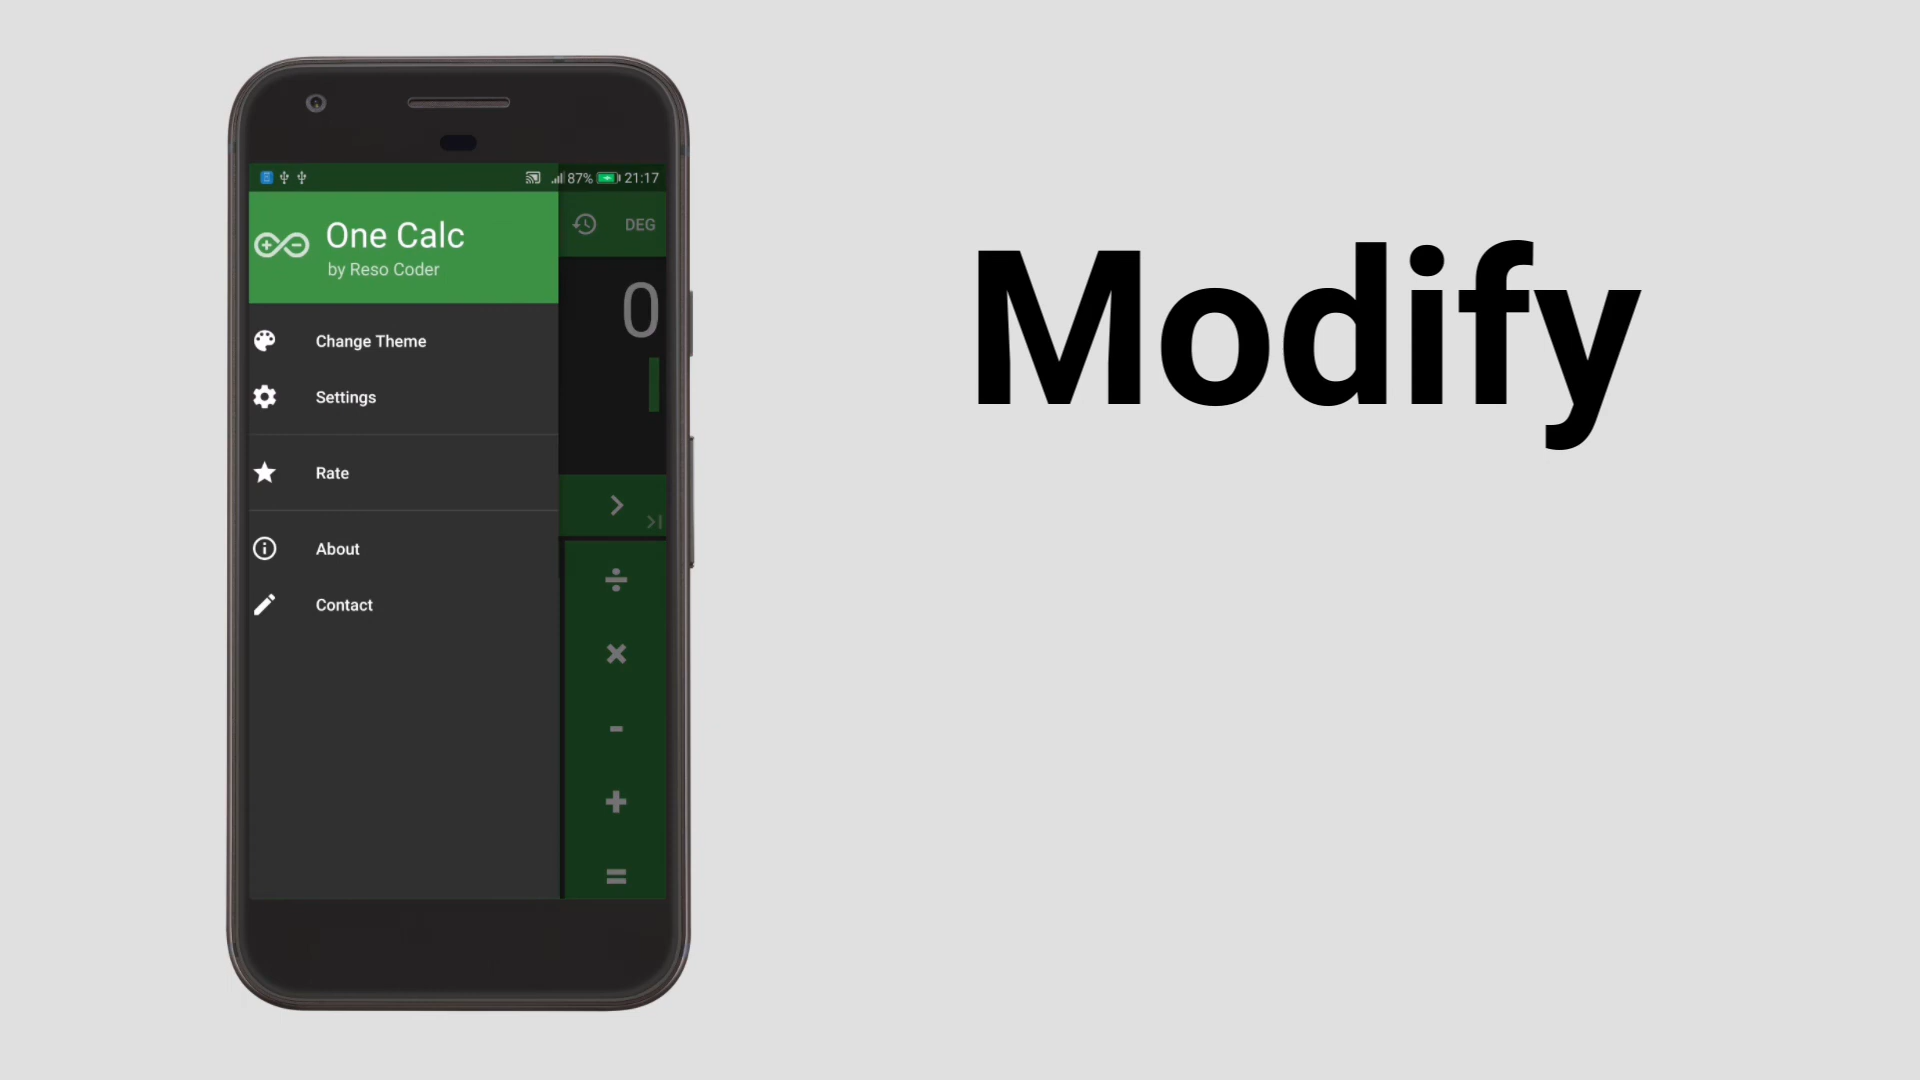 87% 21:17
One Calc
by Reso Coder
DEG
0
Change Theme
Settings
Rate
About
Contact
÷
×
-
+
=
Modify